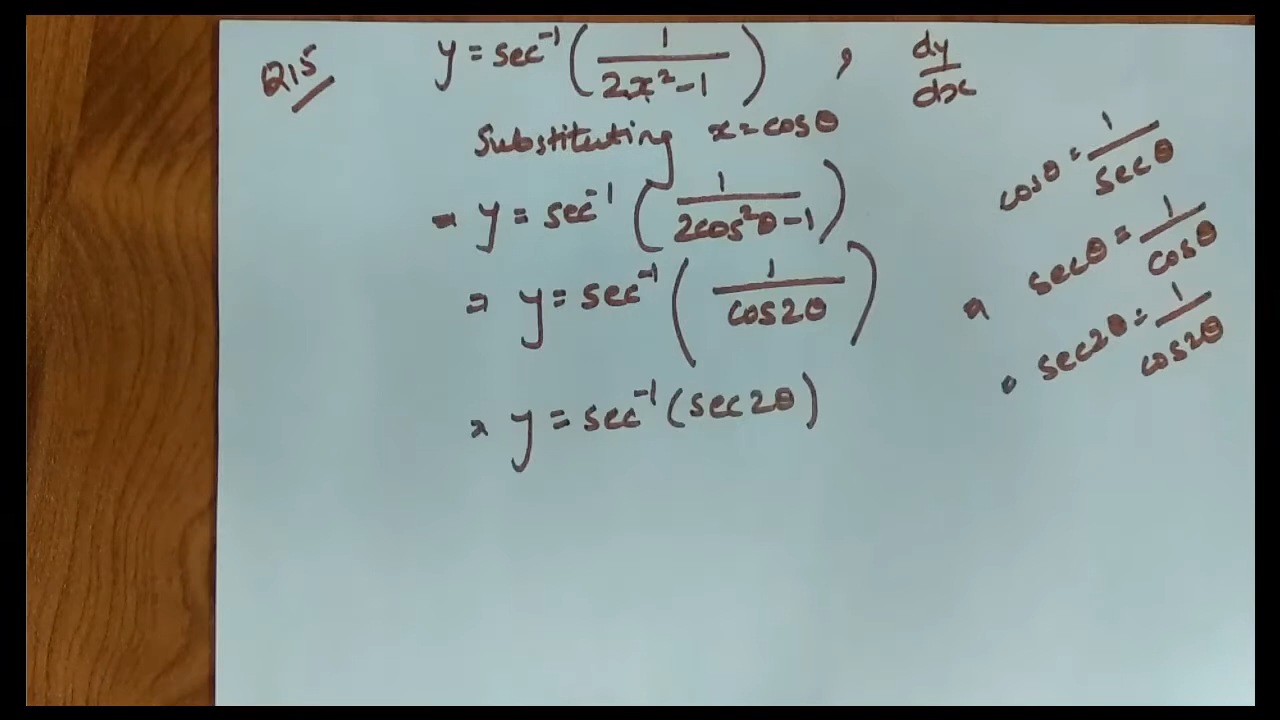 Q15 y = sec⁻¹(1/(2x²-1)), dy/dx
Substituting x = cosθ
⇒ y = sec⁻¹(1/(2cos²θ-1))
⇒ y = sec⁻¹(1/cos2θ)
⇒ y = sec⁻¹(sec2θ)
cosθ = 1/secθ
⇒ secθ = 1/cosθ
⇒ sec2θ = 1/cos2θ